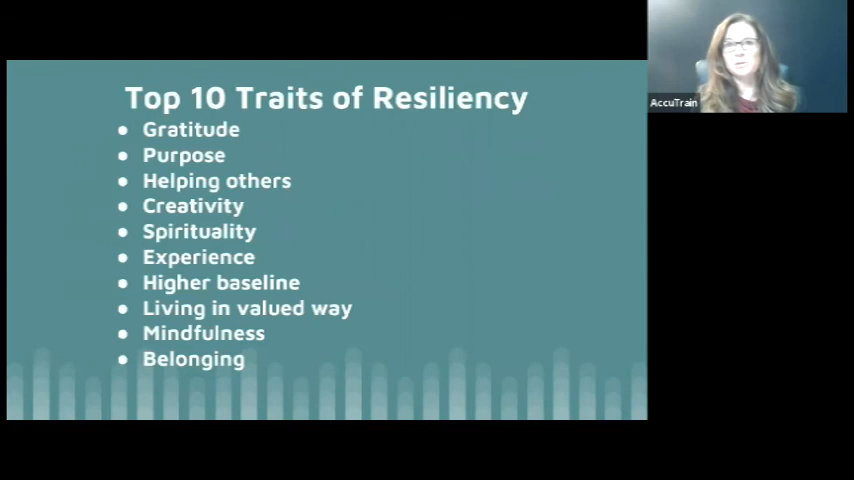 Top 10 Traits of Resiliency
● Gratitude
● Purpose
● Helping others
● Creativity
● Spirituality
● Experience
● Higher baseline
● Living in valued way
● Mindfulness
● Belonging
AccuTrain